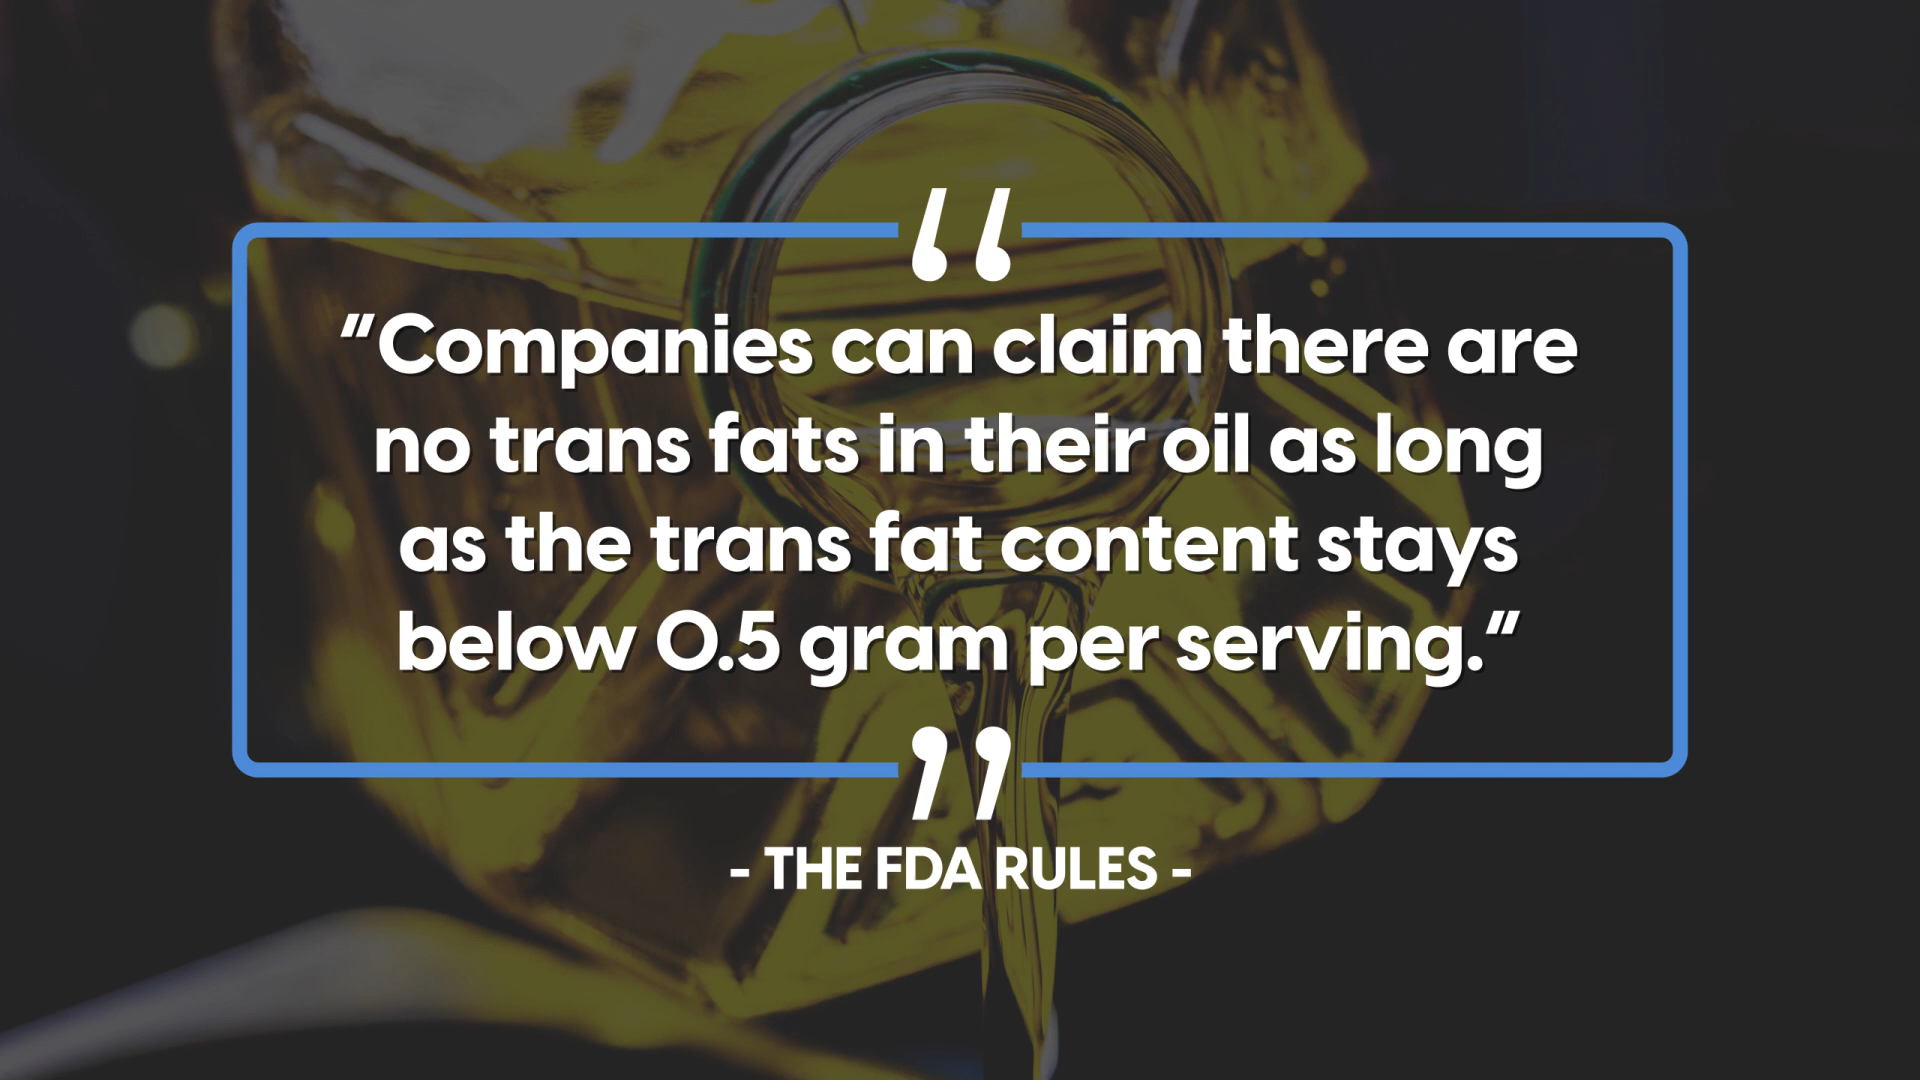 “
“Companies can claim there are
no trans fats in their oil as long
as the trans fat content stays
below 0.5 gram per serving.“
”
- THE FDA RULES -